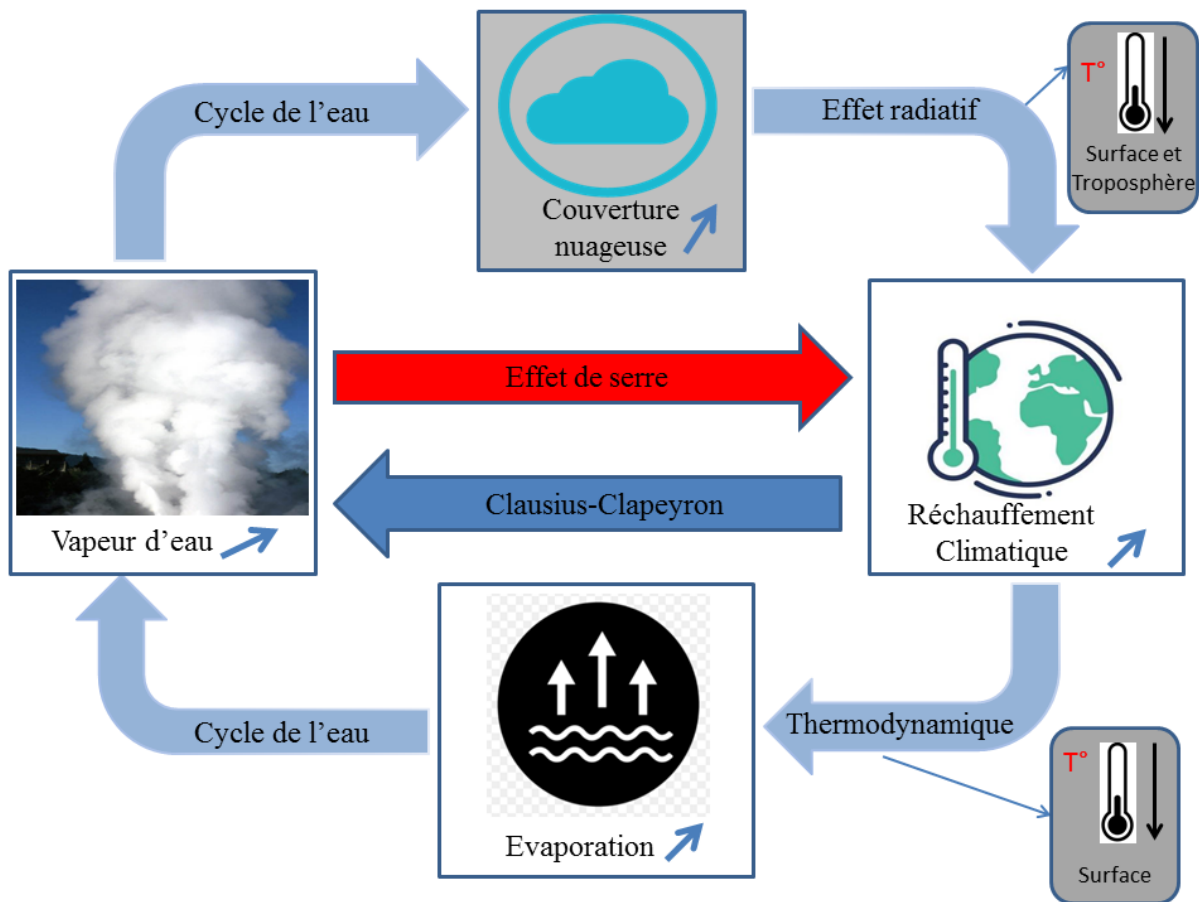 Cycle de l’eau
Couverture
nuageuse
Effet radiatif
T°
Surface et
Troposphère
Vapeur d’eau
Effet de serre
Clausius-Clapeyron
Réchauffement
Climatique
Cycle de l’eau
Evaporation
Thermodynamique
T°
Surface